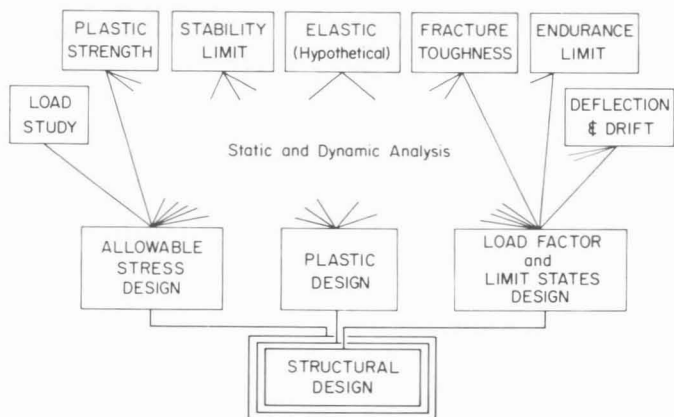 PLASTIC
STRENGTH
STABILITY
LIMIT
ELASTIC
(Hypothetical)
FRACTURE
TOUGHNESS
ENDURANCE
LIMIT
LOAD
STUDY
DEFLECTION
& DRIFT
Static and Dynamic Analysis
ALLOWABLE
STRESS
DESIGN
PLASTIC
DESIGN
LOAD FACTOR
and
LIMIT STATES
DESIGN
STRUCTURAL
DESIGN